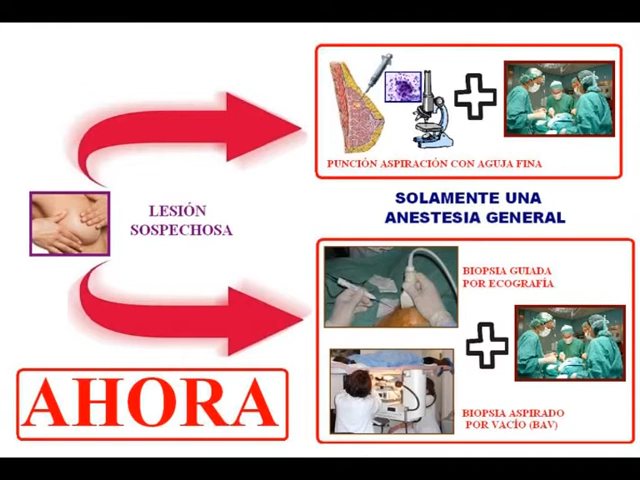 PUNCIÓN ASPIRACIÓN CON AGUJA FINA
SOLAMENTE UNA
ANESTESIA GENERAL
LESIÓN
SOSPECHOSA
BIOPSIA GUIADA
POR ECOGRAFÍA
BIOPSIA ASPIRADO
POR VACÍO (BAV)
AHORA